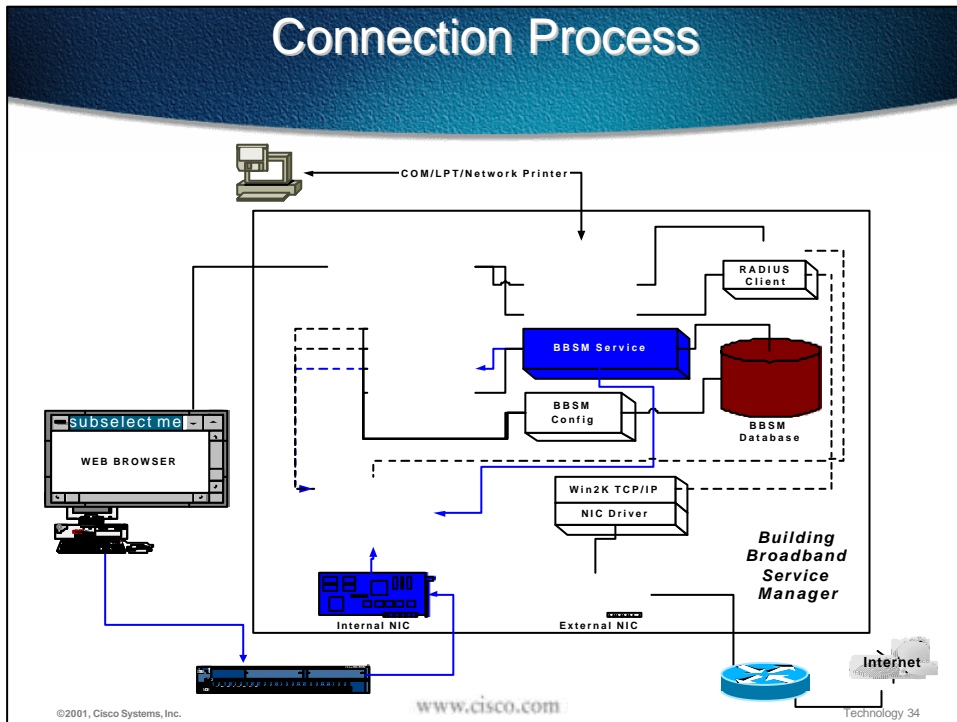 Connection Process
COM/LPT/Network Printer
RADIUS
Client
BBSM Service
BBSM
Config
BBSM
Database
subselect me
WEB BROWSER
Win2K TCP/IP
NIC Driver
Building
Broadband
Service
Manager
Internal NIC
External NIC
Internet
©2001, Cisco Systems, Inc.
www.cisco.com
Technology 34